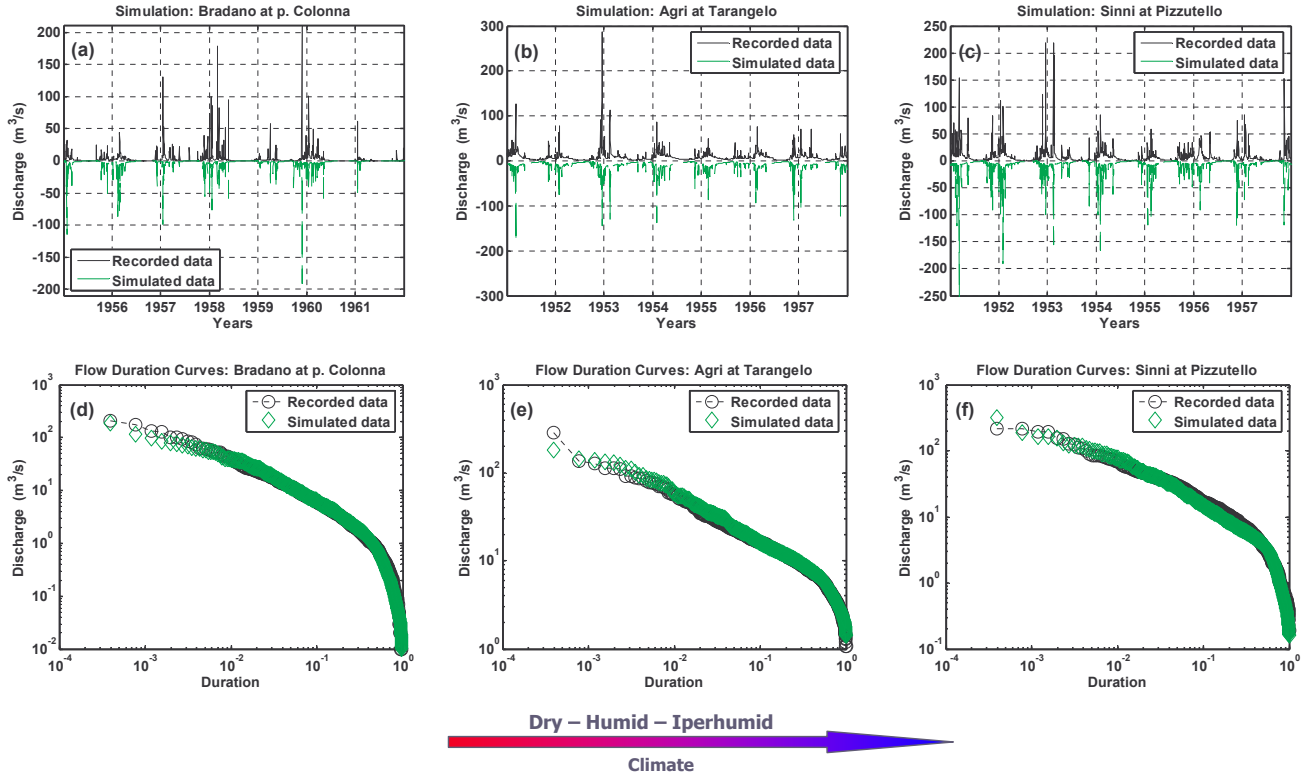 Simulation: Bradano at p. Colonna
(a)
Discharge (m³/s)
200
150
100
50
0
-50
-100
-150
-200
Recorded data
Simulated data
1956 1957 1958 1959 1960 1961
Years
Simulation: Agri at Tarangelo
(b)
Recorded data
Simulated data
Discharge (m³/s)
300
200
100
0
-100
-200
-300
1952 1953 1954 1955 1956 1957
Years
Simulation: Sinni at Pizzutello
(c)
Recorded data
Simulated data
Discharge (m³/s)
250
200
150
100
50
0
-50
-100
-150
-200
-250
1952 1953 1954 1955 1956 1957
Years
Flow Duration Curves: Bradano at p. Colonna
(d)
Recorded data
Simulated data
Discharge (m³/s)
10³
10²
10¹
10⁰
10⁻¹
10⁻²
10⁻⁴ 10⁻³ 10⁻² 10⁻¹ 10⁰
Duration
Flow Duration Curves: Agri at Tarangelo
(e)
Recorded data
Simulated data
Discharge (m³/s)
10³
10²
10¹
10⁰
10⁻⁴ 10⁻³ 10⁻² 10⁻¹ 10⁰
Duration
Flow Duration Curves: Sinni at Pizzutello
(f)
Recorded data
Simulated data
Discharge (m³/s)
10³
10²
10¹
10⁰
10⁻¹
10⁻⁴ 10⁻³ 10⁻² 10⁻¹ 10⁰
Duration
Dry – Humid – Iperhumid
Climate